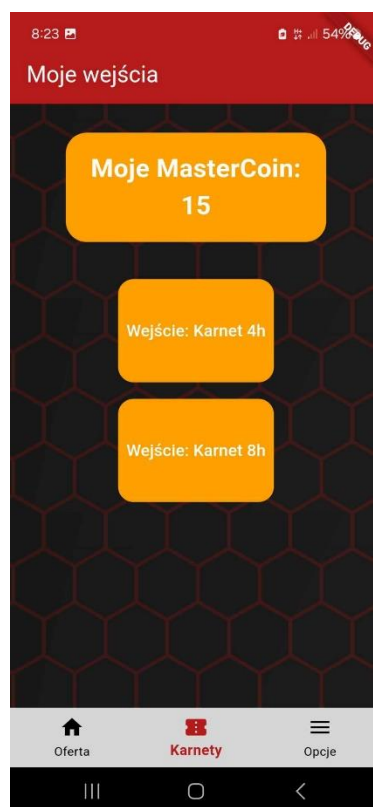 8:23
54%
DEBUG
Moje wejścia
Moje MasterCoin:
15
Wejście: Karnet 4h
Wejście: Karnet 8h
Oferta
Karnety
Opcje